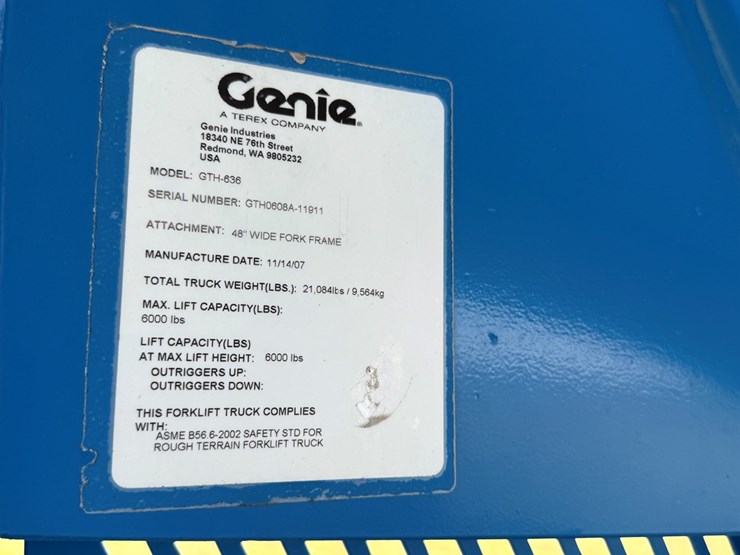 Genie
A TEREX COMPANY
Genie Industries
18340 NE 76th Street
Redmond, WA 9805232
USA
MODEL: GTH-636
SERIAL NUMBER: GTH0608A-11911
ATTACHMENT: 48" WIDE FORK FRAME
MANUFACTURE DATE: 11/14/07
TOTAL TRUCK WEIGHT(LBS.): 21,084lbs / 9,564kg
MAX. LIFT CAPACITY(LBS):
6000 lbs
LIFT CAPACITY(LBS)
AT MAX LIFT HEIGHT: 6000 lbs
OUTRIGGERS UP:
OUTRIGGERS DOWN:
THIS FORKLIFT TRUCK COMPLIES
WITH:
ASME B56.6-2002 SAFETY STD FOR
ROUGH TERRAIN FORKLIFT TRUCK